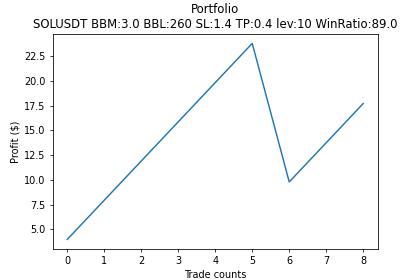 Portfolio
SOLUSDT BBM:3.0 BBL:260 SL:1.4 TP:0.4 lev:10 WinRatio:89.0
22.5
20.0
17.5
15.0
12.5
10.0
7.5
5.0
Profit ($)
0 1 2 3 4 5 6 7 8
Trade counts